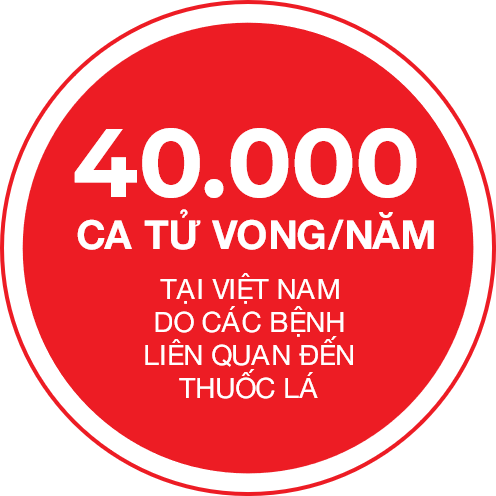 40.000
CA TỬ VONG/NĂM
TẠI VIỆT NAM
DO CÁC BỆNH
LIÊN QUAN ĐẾN
THUỐC LÁ